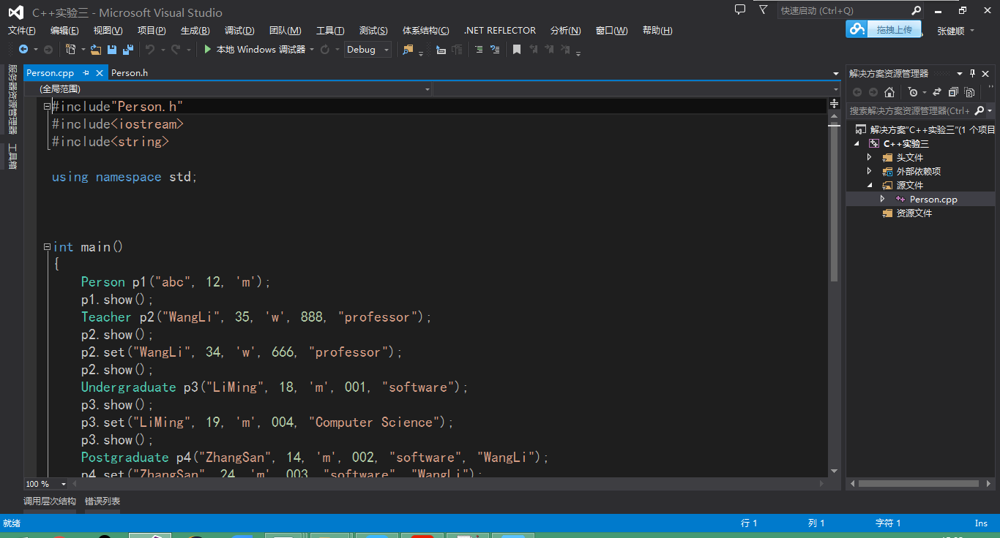 C++实验三 - Microsoft Visual Studio
快速启动 (Ctrl+Q)
文件(F) 编辑(E) 视图(V) 项目(P) 生成(B) 调试(D) 团队(M) 工具(T) 测试(S) 体系结构(C) .NET REFLECTOR 分析(N) 窗口(W) 帮助(H)
拖拽上传
张健顺
本地 Windows 调试器
Debug
服务器资源管理器
工具箱
Person.cpp
Person.h
(全局范围)
#include"Person.h"
#include<iostream>
#include<string>
using namespace std;
int main()
{
Person p1("abc", 12, 'm');
p1.show();
Teacher p2("WangLi", 35, 'w', 888, "professor");
p2.show();
p2.set("WangLi", 34, 'w', 666, "professor");
p2.show();
Undergraduate p3("LiMing", 18, 'm', 001, "software");
p3.show();
p3.set("LiMing", 19, 'm', 004, "Computer Science");
p3.show();
Postgraduate p4("ZhangSan", 14, 'm', 002, "software", "WangLi");
p4.set("ZhangSan", 24, 'm', 003, "software", "WangLi");
100 %
解决方案资源管理器
搜索解决方案资源管理器(Ctrl+
解决方案"C++实验三"(1 个项目
C++实验三
头文件
外部依赖项
源文件
Person.cpp
资源文件
调用层次结构 错误列表
就绪
行 1
列 1
字符 1
Ins